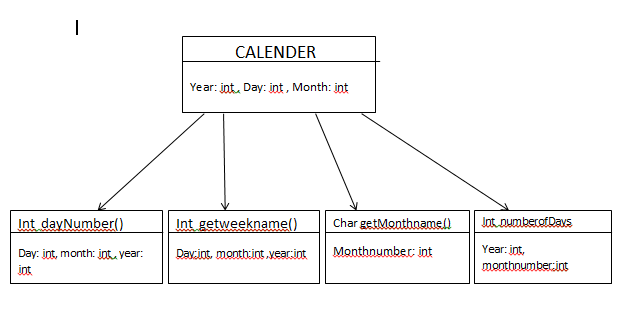 CALENDER
Year: int , Day: int , Month: int
Int dayNumber()
Day: int, month: int , year:
int
Int getweekname()
Day:int, month:int ,year:int
Char getMonthname()
Monthnumber: int
Int numberofDays
Year: int,
monthnumber:int